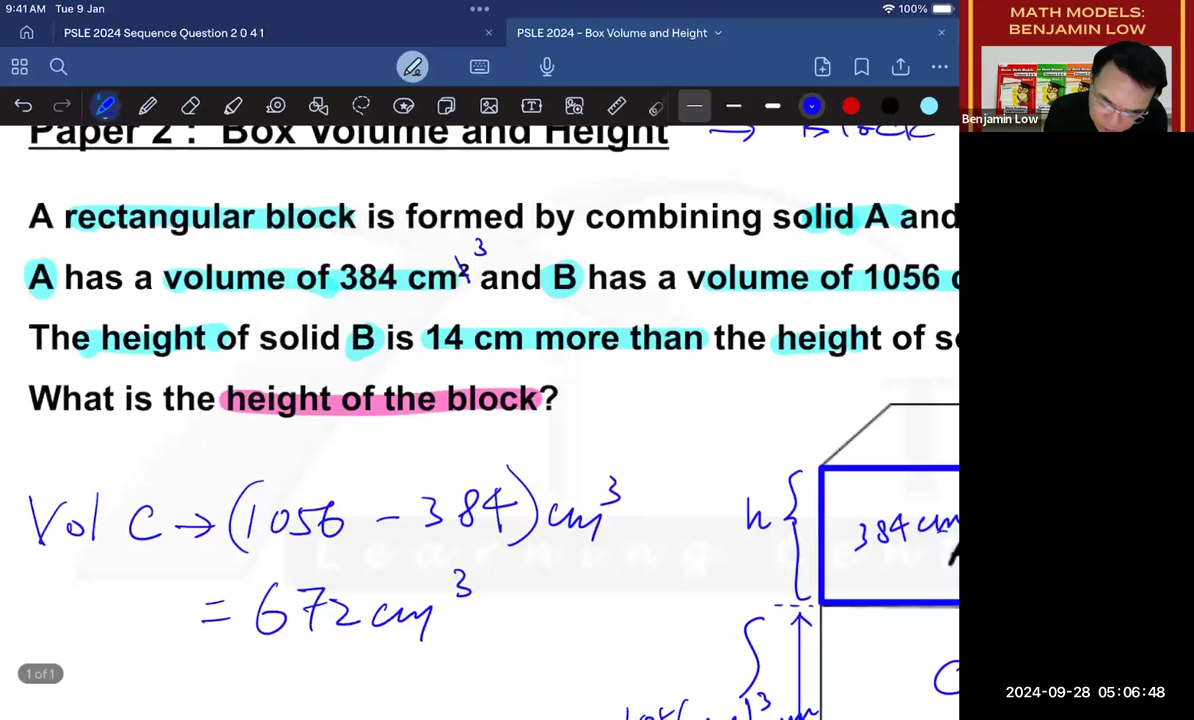 9:41 AM Tue 9 Jan
100%
PSLE 2024 Sequence Question 2 0 4 1
PSLE 2024 - Box Volume and Height
MATH MODELS:
BENJAMIN LOW
Benjamin Low
Paper 2 : Box Volume and Height → Block
A rectangular block is formed by combining solid A and
A has a volume of 384 cm³ and B has a volume of 1056
The height of solid B is 14 cm more than the height of
What is the height of the block?
Vol C → (1056 - 384) cm³
= 672 cm³
h
384 cm
C
1 of 1
2024-09-28 05:06:48